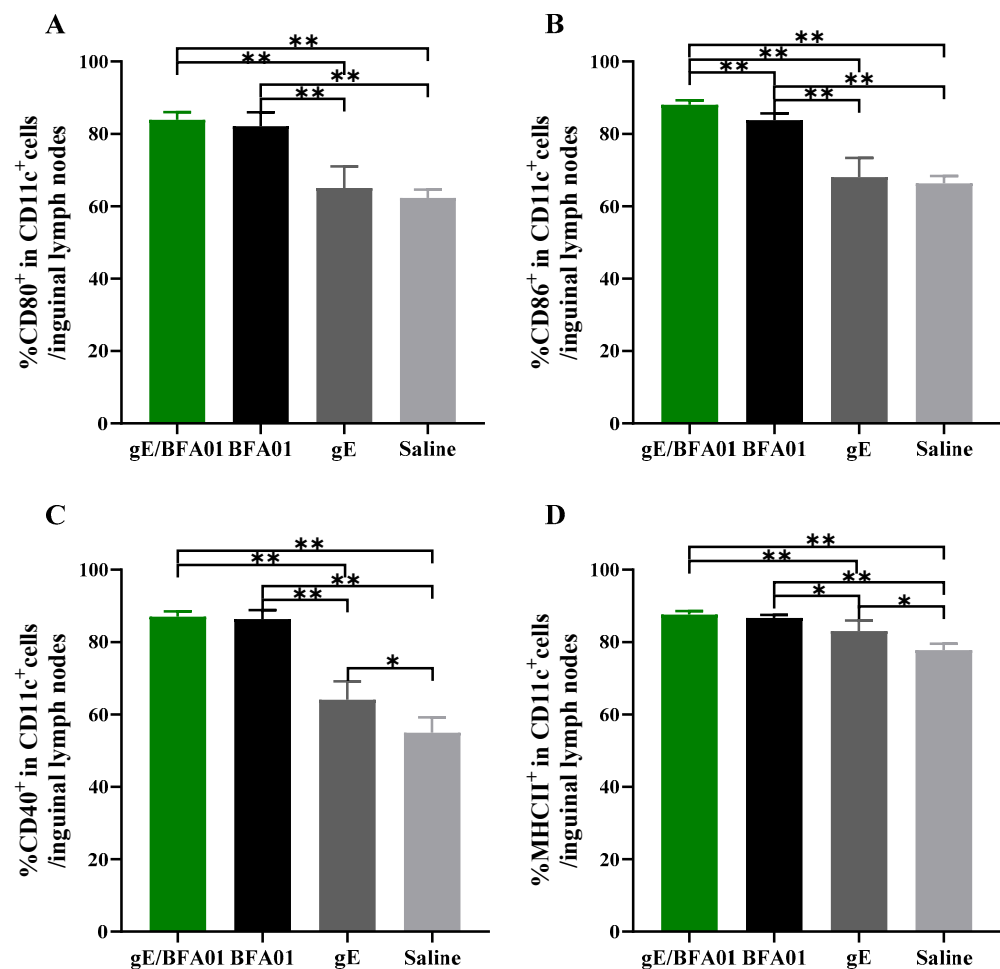 A
%CD80+ in CD11c+cells
/inguinal lymph nodes
100
80
60
40
20
0
**
**
**
**
gE/BFA01 BFA01 gE Saline
B
%CD86+ in CD11c+cells
/inguinal lymph nodes
100
80
60
40
20
0
**
**
**
**
**
gE/BFA01 BFA01 gE Saline
C
%CD40+ in CD11c+cells
/inguinal lymph nodes
100
80
60
40
20
0
**
**
**
**
*
gE/BFA01 BFA01 gE Saline
D
%MHCII+ in CD11c+cells
/inguinal lymph nodes
100
80
60
40
20
0
**
**
**
*
*
gE/BFA01 BFA01 gE Saline